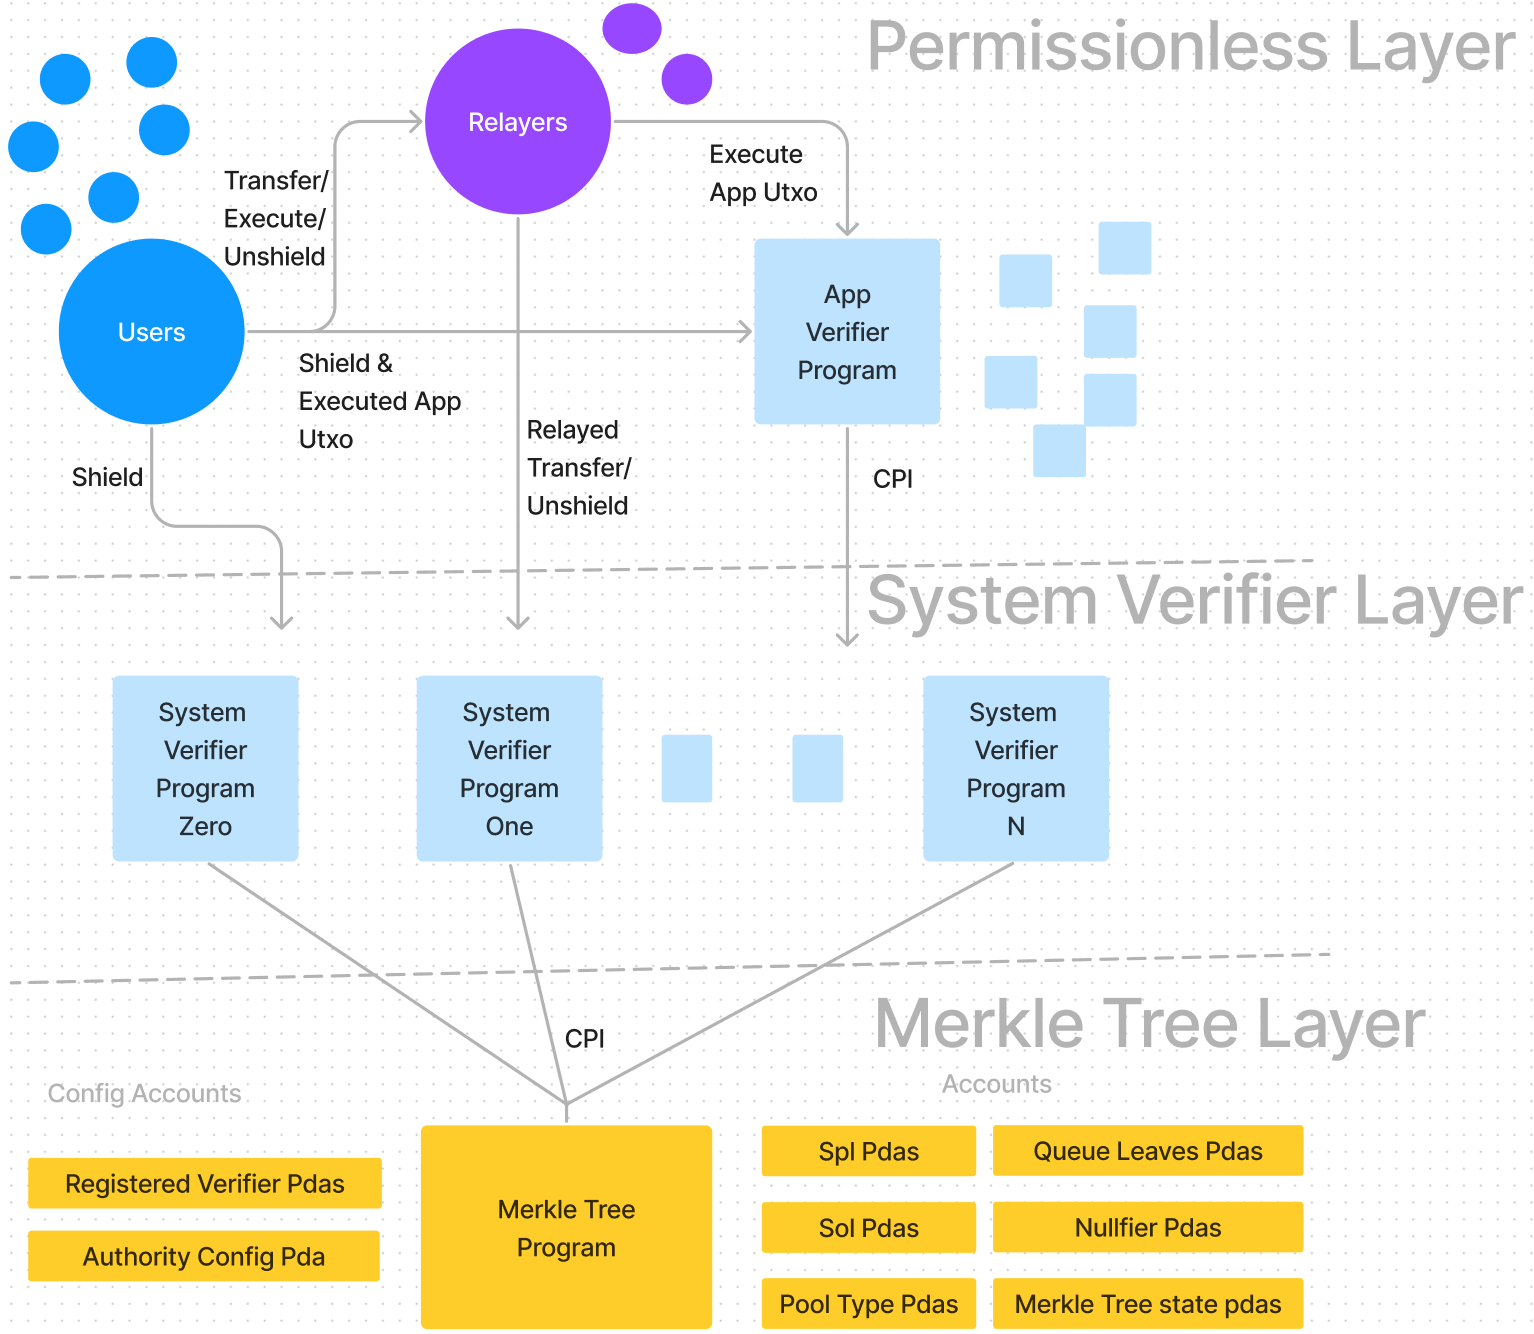 Permissionless Layer
Relayers
Execute
App Utxo
Transfer/
Execute/
Unshield
Users
App
Verifier
Program
Shield &
Executed App
Utxo
Relayed
Transfer/
Unshield
Shield
CPI
System Verifier Layer
System
Verifier
Program
Zero
System
Verifier
Program
One
System
Verifier
Program
N
Merkle Tree Layer
CPI
Config Accounts
Accounts
Registered Verifier Pdas
Authority Config Pda
Merkle Tree
Program
Spl Pdas
Queue Leaves Pdas
Sol Pdas
Nullfier Pdas
Pool Type Pdas
Merkle Tree state pdas